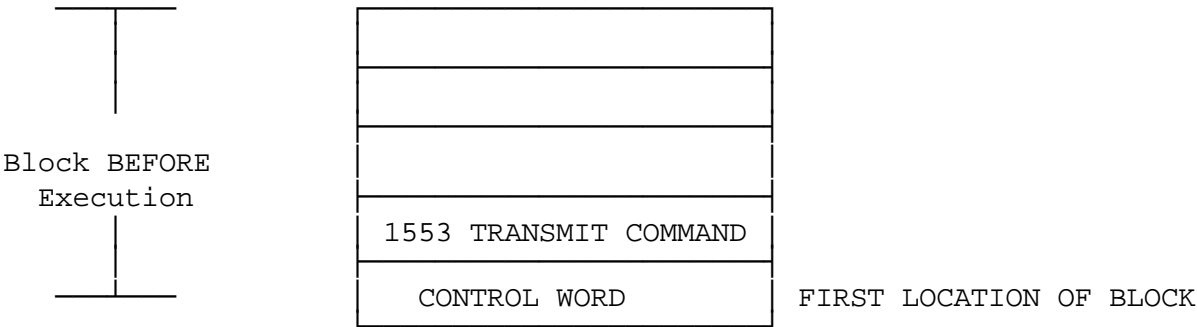 Block BEFORE
Execution
1553 TRANSMIT COMMAND
CONTROL WORD FIRST LOCATION OF BLOCK